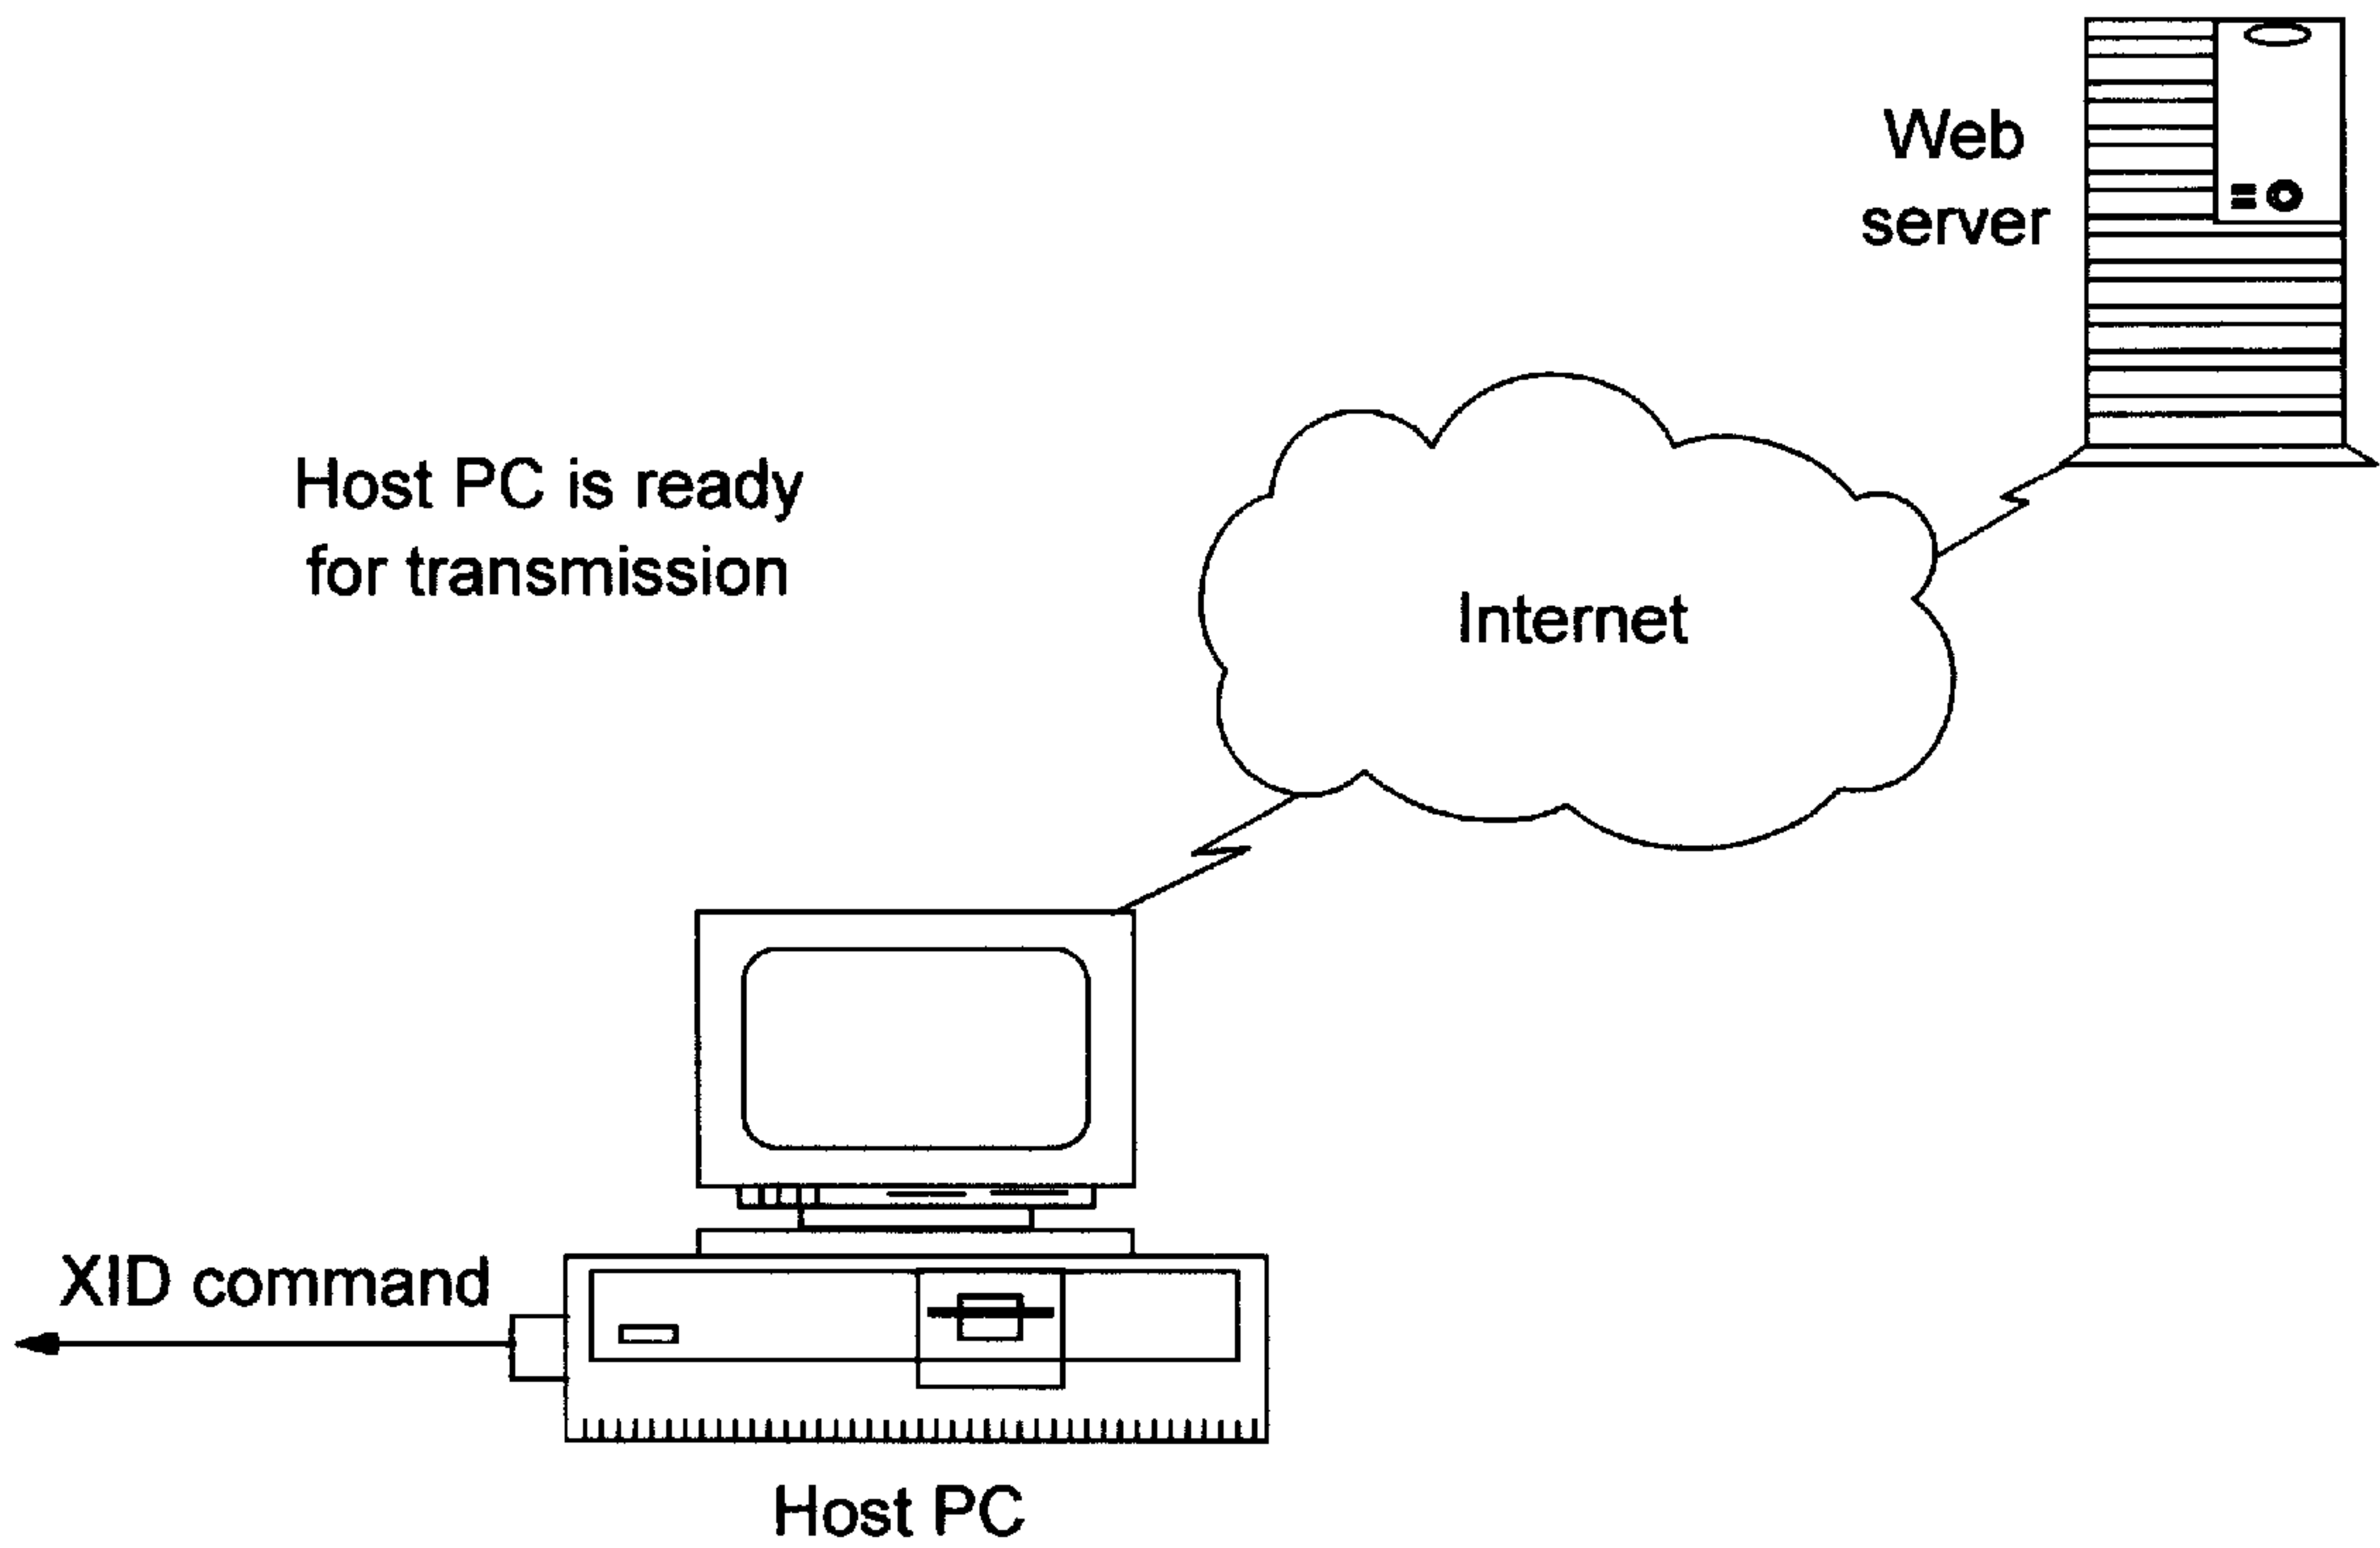 Web
server
Host PC is ready
for transmission
Internet
XID command
Host PC